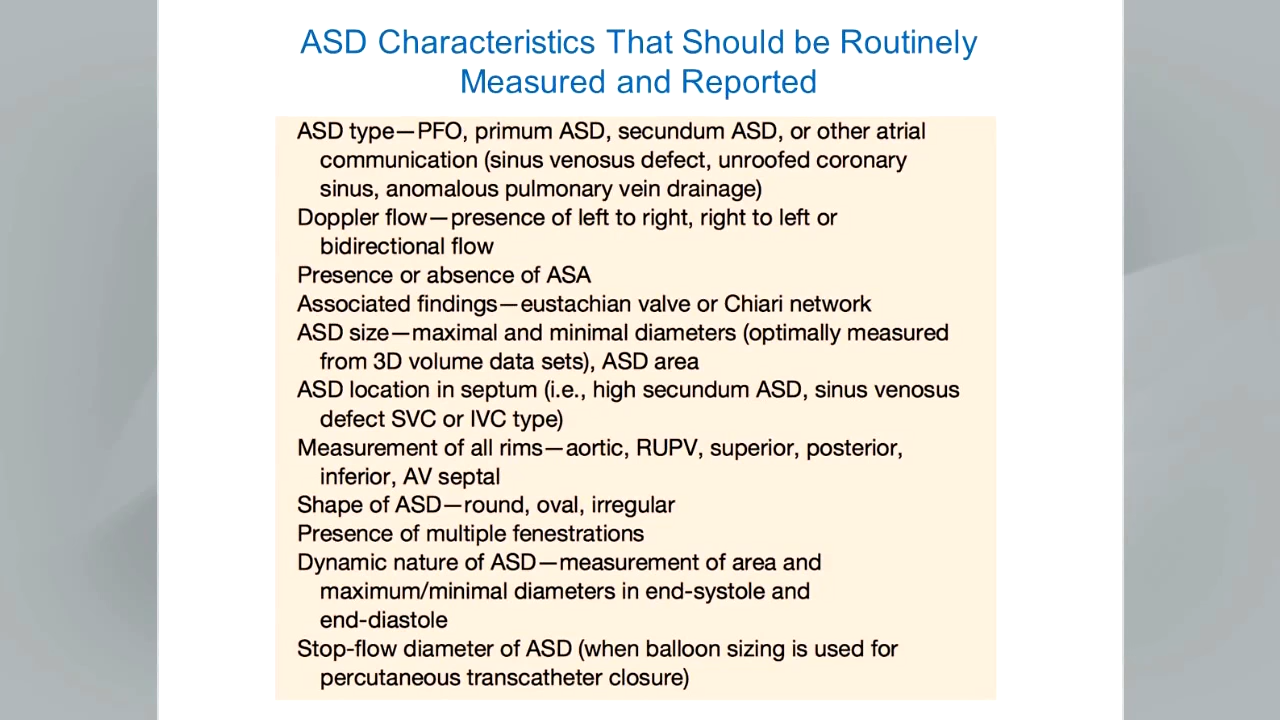 ASD Characteristics That Should be Routinely
Measured and Reported
ASD type—PFO, primum ASD, secundum ASD, or other atrial
communication (sinus venosus defect, unroofed coronary
sinus, anomalous pulmonary vein drainage)
Doppler flow—presence of left to right, right to left or
bidirectional flow
Presence or absence of ASA
Associated findings—eustachian valve or Chiari network
ASD size—maximal and minimal diameters (optimally measured
from 3D volume data sets), ASD area
ASD location in septum (i.e., high secundum ASD, sinus venosus
defect SVC or IVC type)
Measurement of all rims—aortic, RUPV, superior, posterior,
inferior, AV septal
Shape of ASD—round, oval, irregular
Presence of multiple fenestrations
Dynamic nature of ASD—measurement of area and
maximum/minimal diameters in end-systole and
end-diastole
Stop-flow diameter of ASD (when balloon sizing is used for
percutaneous transcatheter closure)